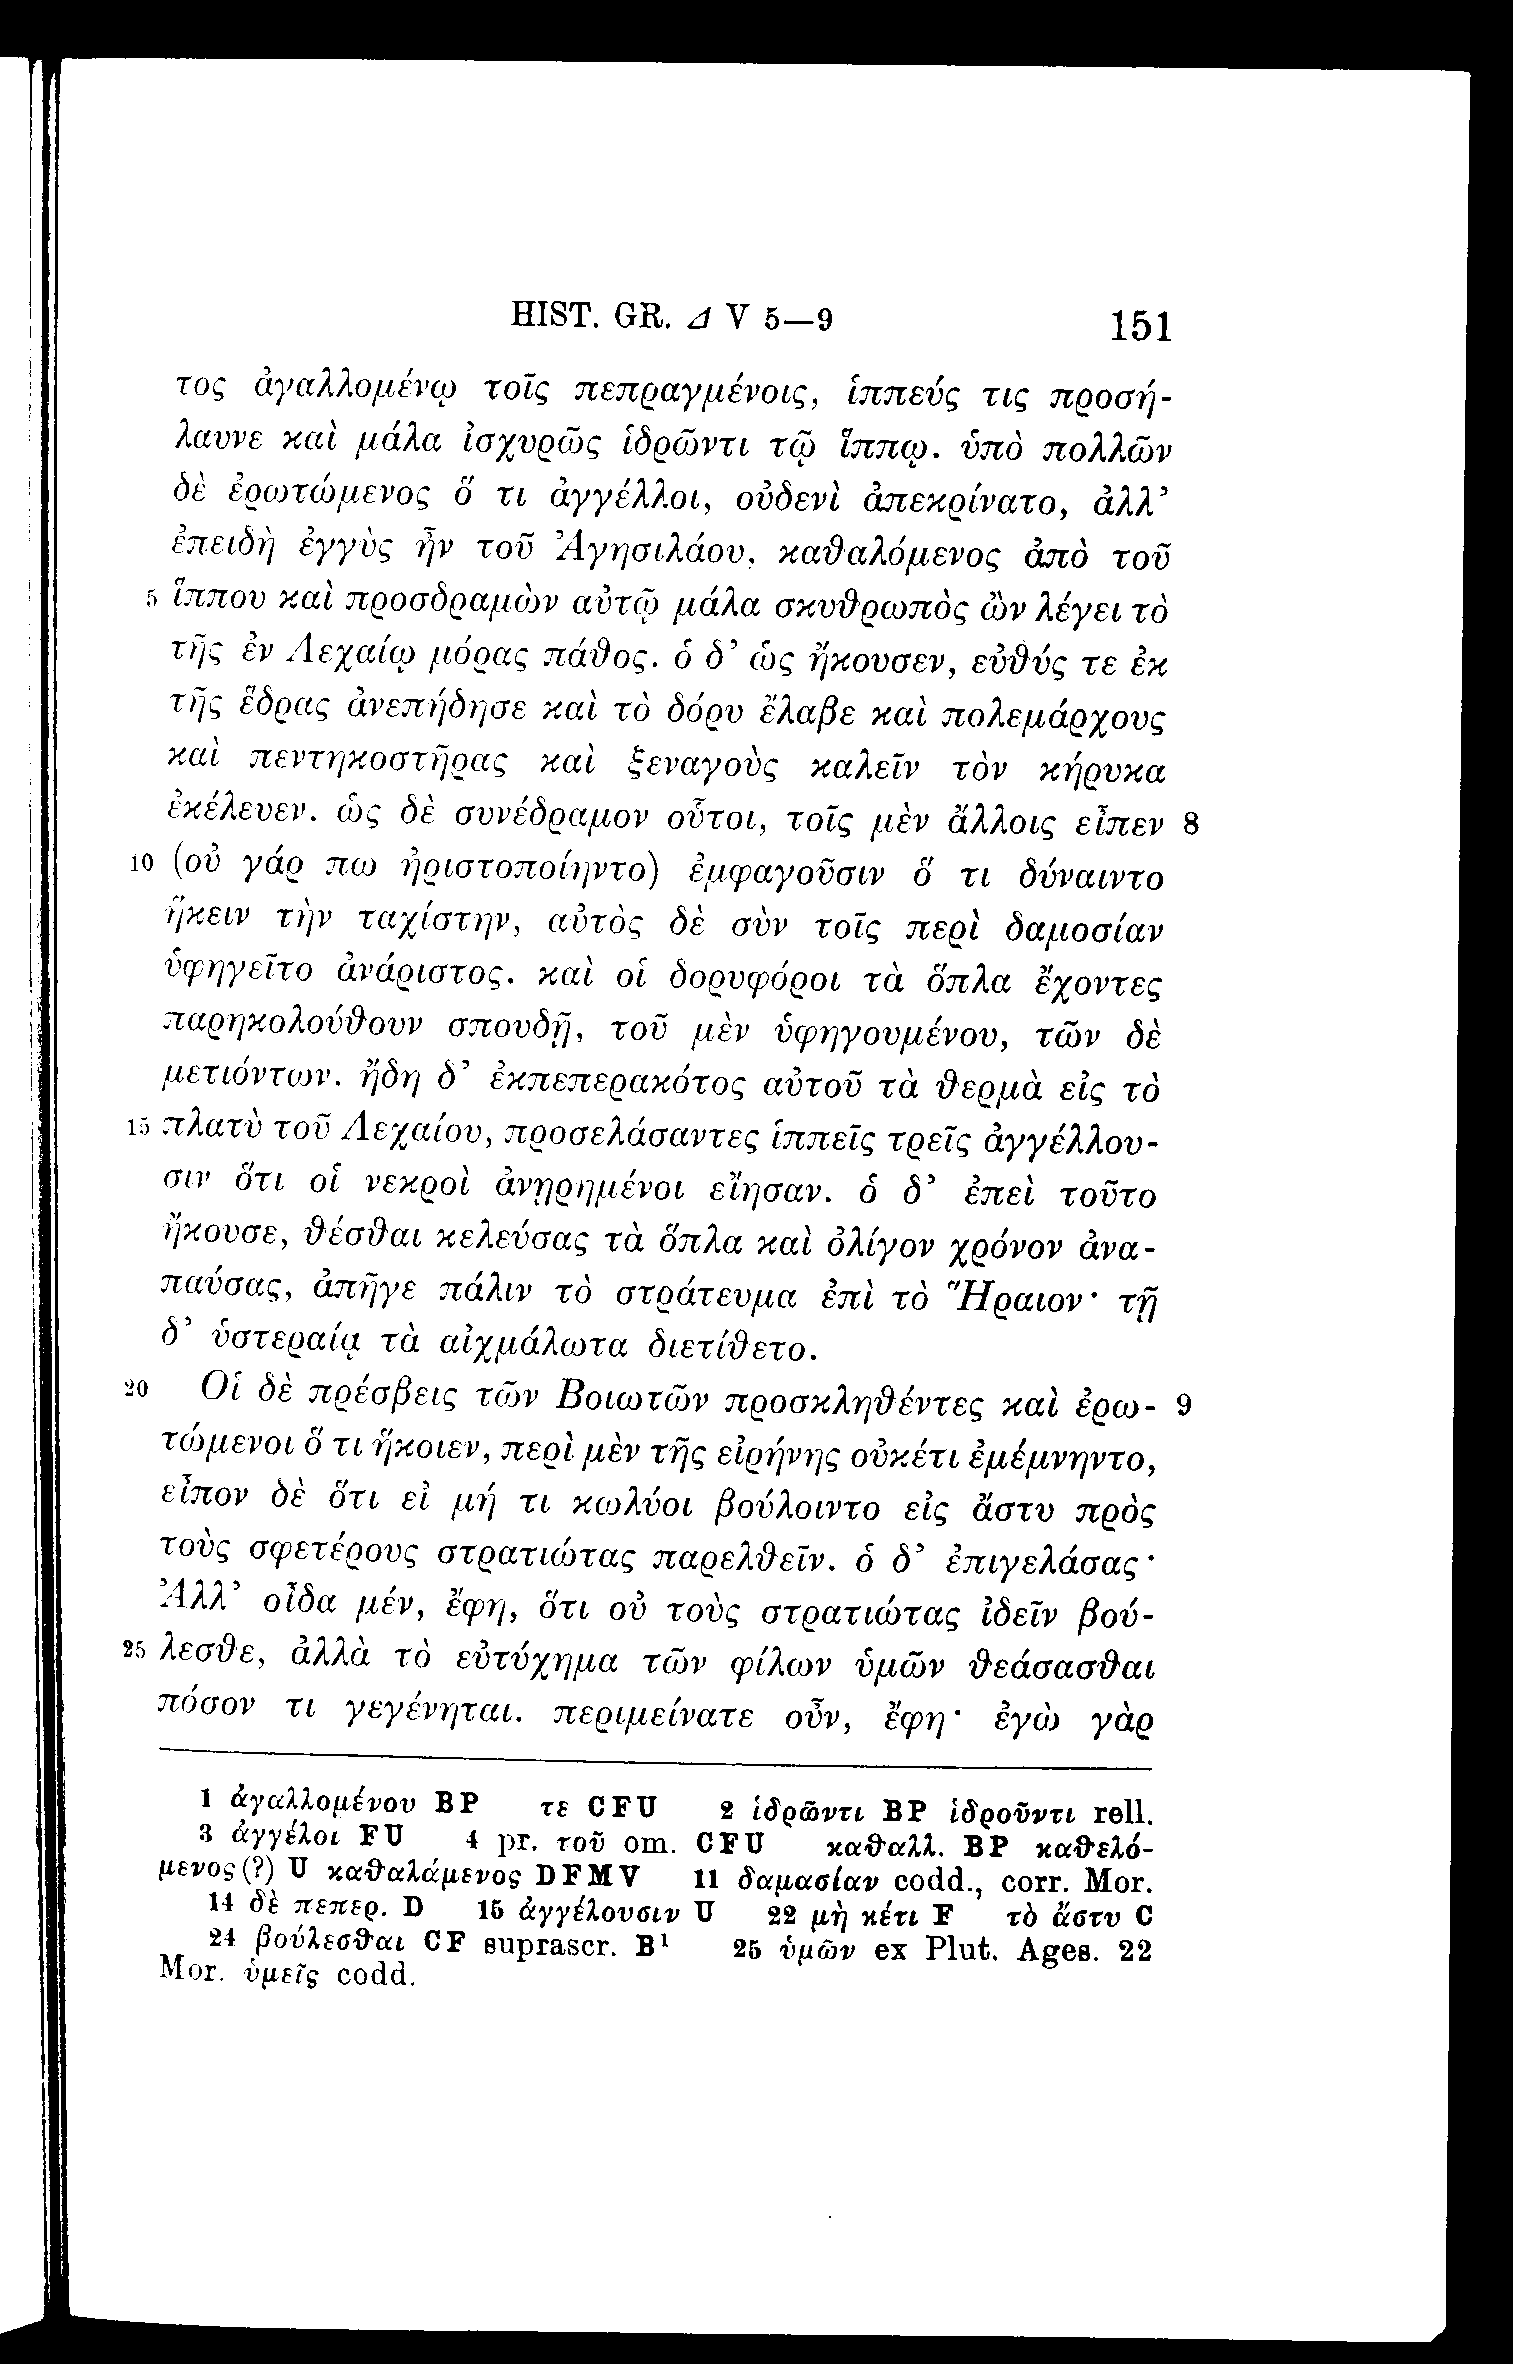 HIST. GR. Δ V 5—9 151
τος ἀγαλλομένῳ τοῖς πεπραγμένοις, ἱππεύς τις προσή-
λαυνε καὶ μάλα ἰσχυρῶς ἱδρῶντι τῷ ἵππῳ. ὑπὸ πολλῶν
δὲ ἐρωτώμενος ὅ τι ἀγγέλλοι, οὐδενὶ ἀπεκρίνατο, ἀλλ’
ἐπειδὴ ἐγγὺς ἦν τοῦ Ἀγησιλάου, καθαλόμενος ἀπὸ τοῦ
5 ἵππου καὶ προσδραμὼν αὐτῷ μάλα σκυθρωπὸς ὢν λέγει τὸ
τῆς ἐν Λεχαίῳ μόρας πάθος. ὁ δ’ ὡς ἤκουσεν, εὐθύς τε ἐκ
τῆς ἕδρας ἀνεπήδησε καὶ τὸ δόρυ ἔλαβε καὶ πολεμάρχους
καὶ πεντηκοστῆρας καὶ ξεναγοὺς καλεῖν τὸν κήρυκα
ἐκέλευεν. ὡς δὲ συνέδραμον οὗτοι, τοῖς μὲν ἄλλοις εἶπεν 8
10 (οὐ γάρ πω ἠριστοποίηντο) ἐμφαγοῦσιν ὅ τι δύναιντο
ἥκειν τὴν ταχίστην, αὐτὸς δὲ σὺν τοῖς περὶ δαμοσίαν
ὑφηγεῖτο ἀνάριστος. καὶ οἱ δορυφόροι τὰ ὅπλα ἔχοντες
παρηκολούθουν σπουδῇ, τοῦ μὲν ὑφηγουμένου, τῶν δὲ
μετιόντων. ἤδη δ’ ἐκπεπερακότος αὐτοῦ τὰ θερμὰ εἰς τὸ
15 πλατὺ τοῦ Λεχαίου, προσελάσαντες ἱππεῖς τρεῖς ἀγγέλλου-
σιν ὅτι οἱ νεκροὶ ἀνῃρημένοι εἴησαν. ὁ δ’ ἐπεὶ τοῦτο
ἤκουσε, θέσθαι κελεύσας τὰ ὅπλα καὶ ὀλίγον χρόνον ἀνα-
παύσας, ἀπῆγε πάλιν τὸ στράτευμα ἐπὶ τὸ Ἥραιον· τῇ
δ’ ὑστεραίᾳ τὰ αἰχμάλωτα διετίθετο.
20 Οἱ δὲ πρέσβεις τῶν Βοιωτῶν προσκληθέντες καὶ ἐρω- 9
τώμενοι ὅ τι ἥκοιεν, περὶ μὲν τῆς εἰρήνης οὐκέτι ἐμέμνηντο,
εἶπον δὲ ὅτι εἰ μή τι κωλύοι βούλοιντο εἰς ἄστυ πρὸς
τοὺς σφετέρους στρατιώτας παρελθεῖν. ὁ δ’ ἐπιγελάσας·
Ἀλλ’ οἶδα μέν, ἔφη, ὅτι οὐ τοὺς στρατιώτας ἰδεῖν βού-
25 λεσθε, ἀλλὰ τὸ εὐτύχημα τῶν φίλων ὑμῶν θεάσασθαι
πόσον τι γεγένηται. περιμείνατε οὖν, ἔφη· ἐγὼ γὰρ
1 ἀγαλλομένου BP τε CFU 2 ἱδρῶντι BP ἱδροῦντι rell.
3 ἀγγέλοι FU 4 pr. τοῦ om. CFU καθαλλ. BP καθελό-
μενος (?) U καθαλάμενος DFMV 11 δαμασίαν codd., corr. Mor.
14 δὲ πεπερ. D 15 ἀγγέλουσιν U 22 μὴ κέτι F τὸ ἄστυ C
24 βούλεσθαι CF suprascr. B¹ 25 ὑμῶν ex Plut. Ages. 22
Mor. ὑμεῖς codd.